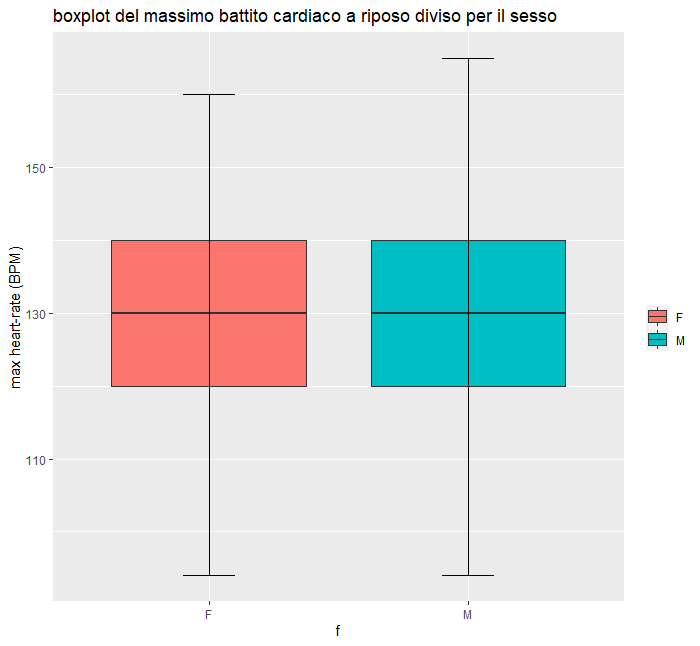 boxplot del massimo battito cardiaco a riposo diviso per il sesso
max heart-rate (BPM)
150
130
110
F
M
f
F
M